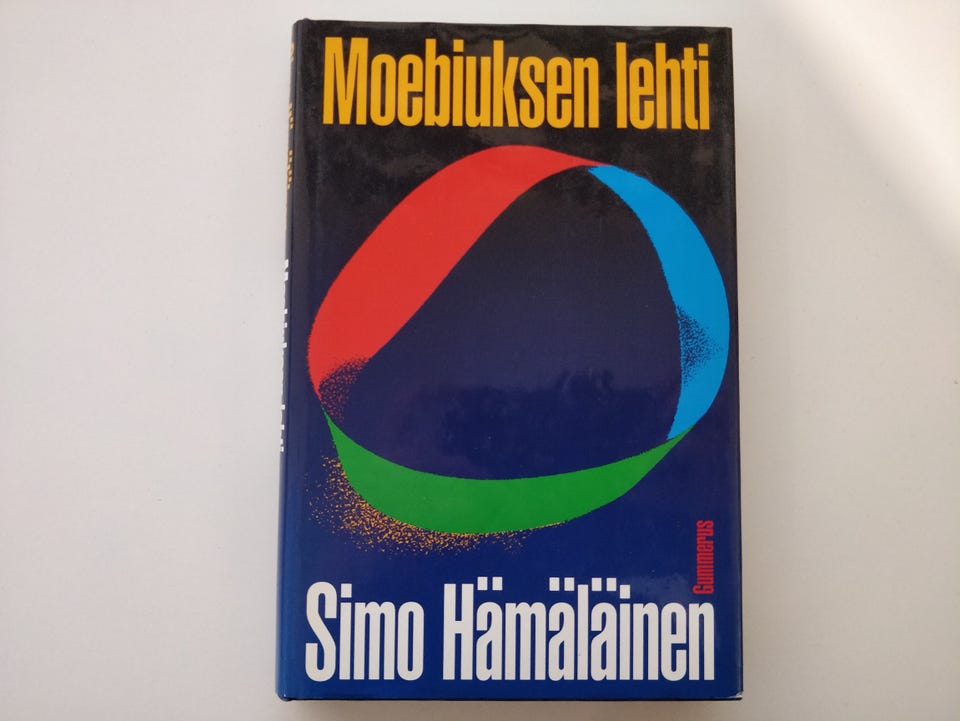 Moebiuksen lehti
Gummerus
Simo Hämäläinen